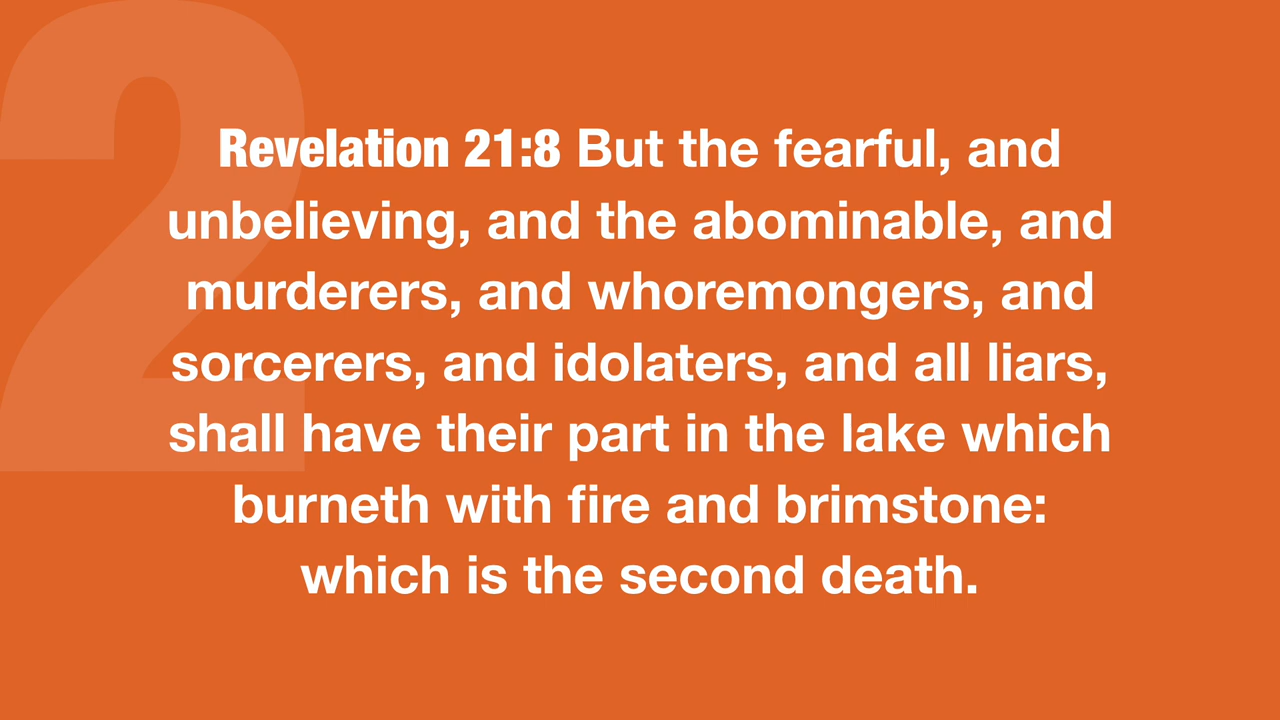 2
Revelation 21:8 But the fearful, and
unbelieving, and the abominable, and
murderers, and whoremongers, and
sorcerers, and idolaters, and all liars,
shall have their part in the lake which
burneth with fire and brimstone:
which is the second death.